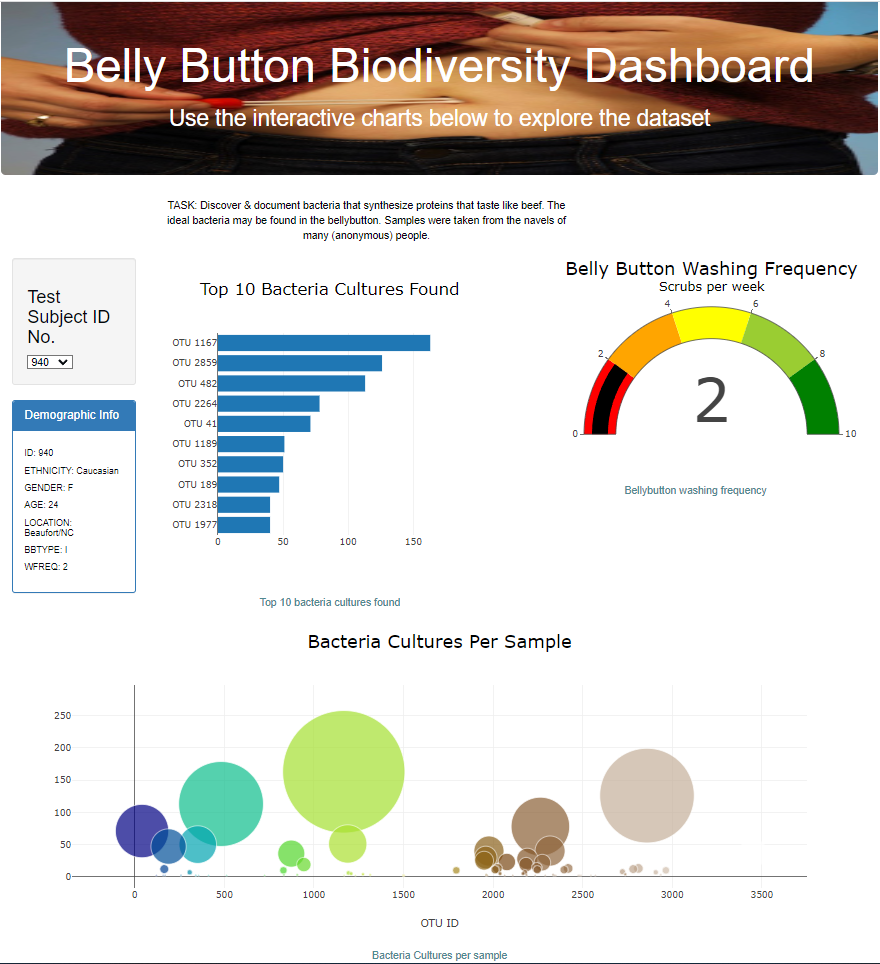 Belly Button Biodiversity Dashboard
Use the interactive charts below to explore the dataset
TASK: Discover & document bacteria that synthesize proteins that taste like beef. The
ideal bacteria may be found in the bellybutton. Samples were taken from the navels of
many (anonymous) people.
Test
Subject ID
No.
940
Demographic Info
ID: 940
ETHNICITY: Caucasian
GENDER: F
AGE: 24
LOCATION:
Beaufort/NC
BBTYPE: I
WFREQ: 2
Top 10 Bacteria Cultures Found
OTU 1167
OTU 2859
OTU 482
OTU 2264
OTU 41
OTU 1189
OTU 352
OTU 189
OTU 2318
OTU 1977
0 50 100 150
Top 10 bacteria cultures found
Belly Button Washing Frequency
Scrubs per week
0 2 4 6 8 10
2
Bellybutton washing frequency
Bacteria Cultures Per Sample
250
200
150
100
50
0
0 500 1000 1500 2000 2500 3000 3500
OTU ID
Bacteria Cultures per sample